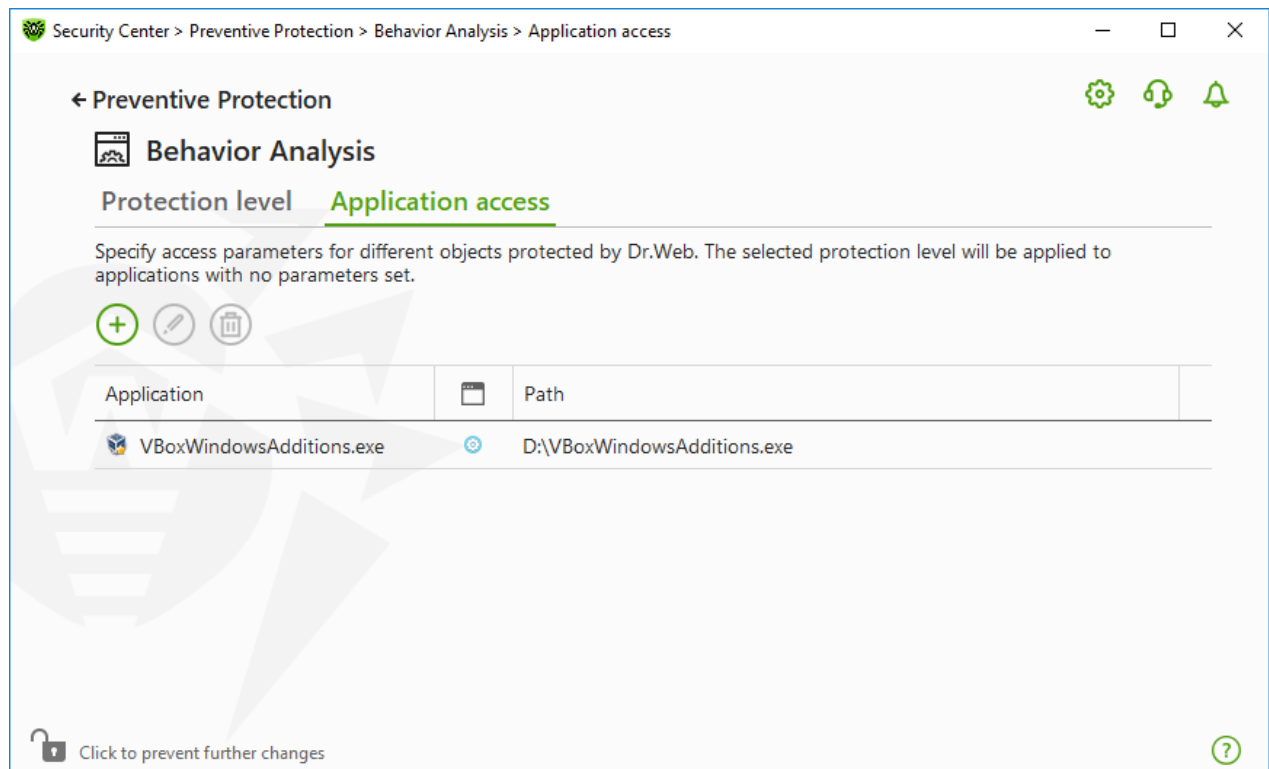 Security Center > Preventive Protection > Behavior Analysis > Application access
Preventive Protection
Behavior Analysis
Protection level
Application access
Specify access parameters for different objects protected by Dr.Web. The selected protection level will be applied to
applications with no parameters set.
Application
Path
VBoxWindowsAdditions.exe
D:\VBoxWindowsAdditions.exe
Click to prevent further changes
?